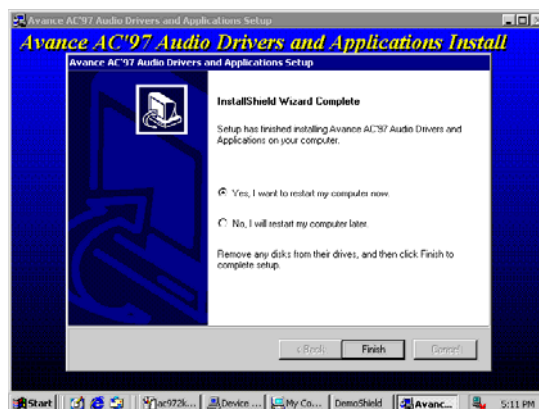 Avance AC'97 Audio Drivers and Applications Setup
Avance AC'97 Audio Drivers and Applications Install
Avance AC'97 Audio Drivers and Applications Setup
InstallShield Wizard Complete
Setup has finished installing Avance AC'97 Audio Drivers and
Applications on your computer.
Yes, I want to restart my computer now.
No, I will restart my computer later.
Remove any disks from their drives, and then click Finish to
complete setup.
< Back Finish Cancel
Start ac972k... Device ... My Co... DemoShield Avanc... 5:11 PM